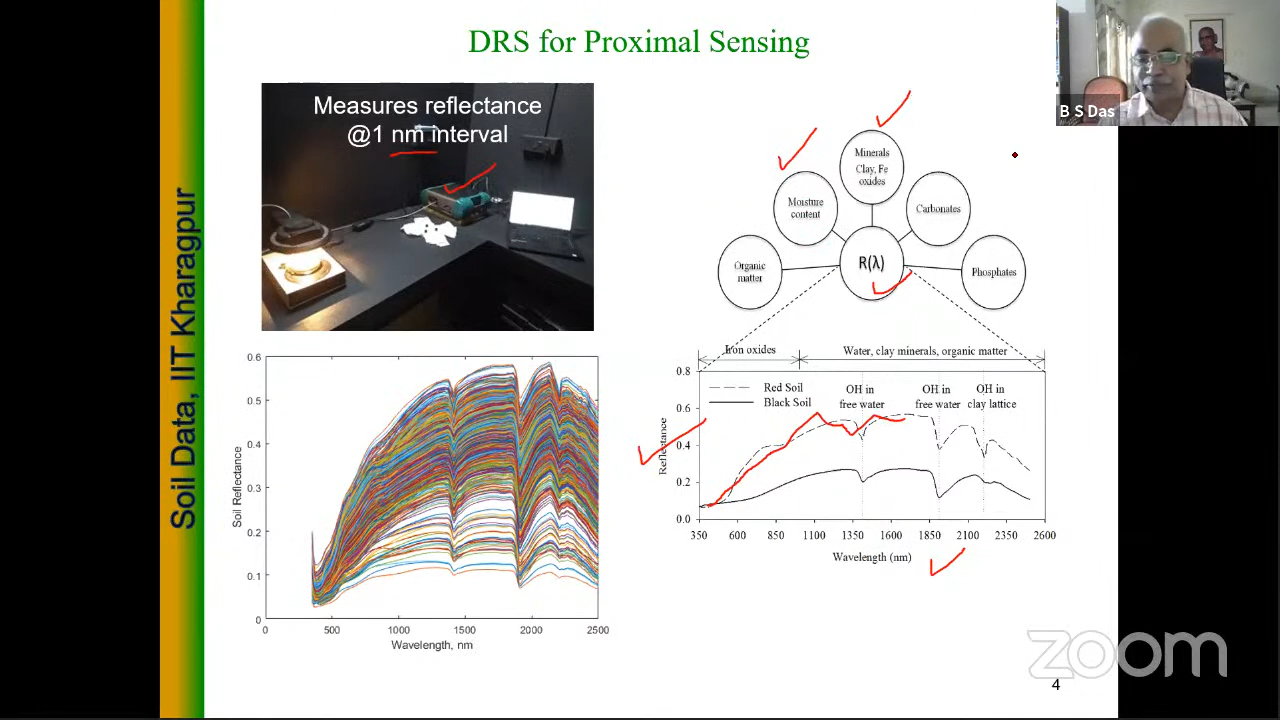 DRS for Proximal Sensing
B S Das
Soil Data, IIT Kharagpur
Measures reflectance
@1 nm interval
Minerals
Clay, Fe
oxides
Moisture
content
Carbonates
Organic
matter
R(λ)
Phosphates
0.6
0.5
0.4
0.3
0.2
0.1
0
Soil Reflectance
0
500
1000
1500
2000
2500
Wavelength, nm
Iron oxides
Water, clay minerals, organic matter
0.8
0.6
0.4
0.2
0.0
Reflectance
Red Soil
Black Soil
OH in
free water
OH in
free water
OH in
clay lattice
350
600
850
1100
1350
1600
1850
2100
2350
2600
Wavelength (nm)
zoom
4